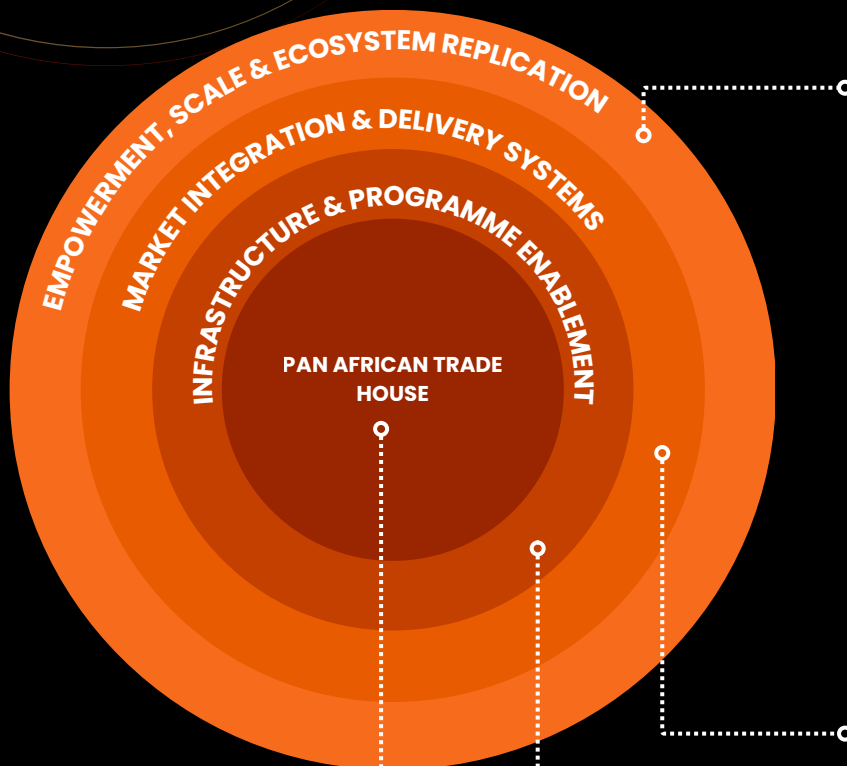 EMPOWERMENT, SCALE & ECOSYSTEM REPLICATION
MARKET INTEGRATION & DELIVERY SYSTEMS
INFRASTRUCTURE & PROGRAMME ENABLEMENT
PAN AFRICAN TRADE
HOUSE